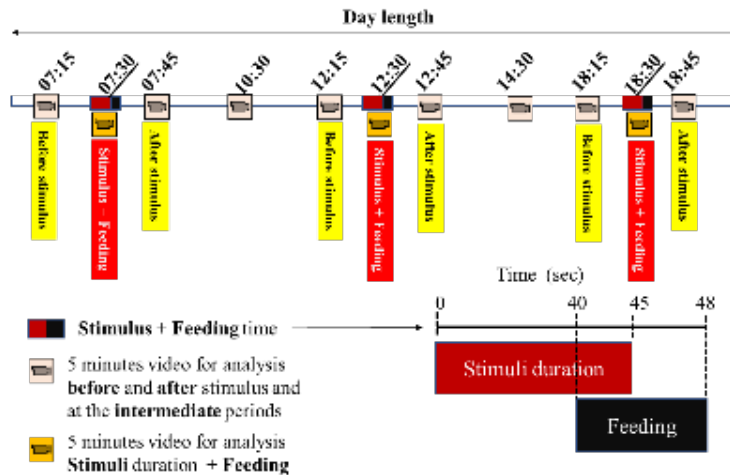 Day length
07:15 07:30 07:45 10:30 12:15 12:30 12:45 14:30 18:15 18:30 18:45
Before stimulus
Stimulus + Feeding
After stimulus
Before stimulus
Stimulus + Feeding
After stimulus
Before stimulus
Stimulus + Feeding
After stimulus
Time (sec)
0 40 45 48
Stimulus + Feeding time
Stimuli duration
Feeding
5 minutes video for analysis
before and after stimulus and
at the intermediate periods
5 minutes video for analysis
Stimuli duration + Feeding